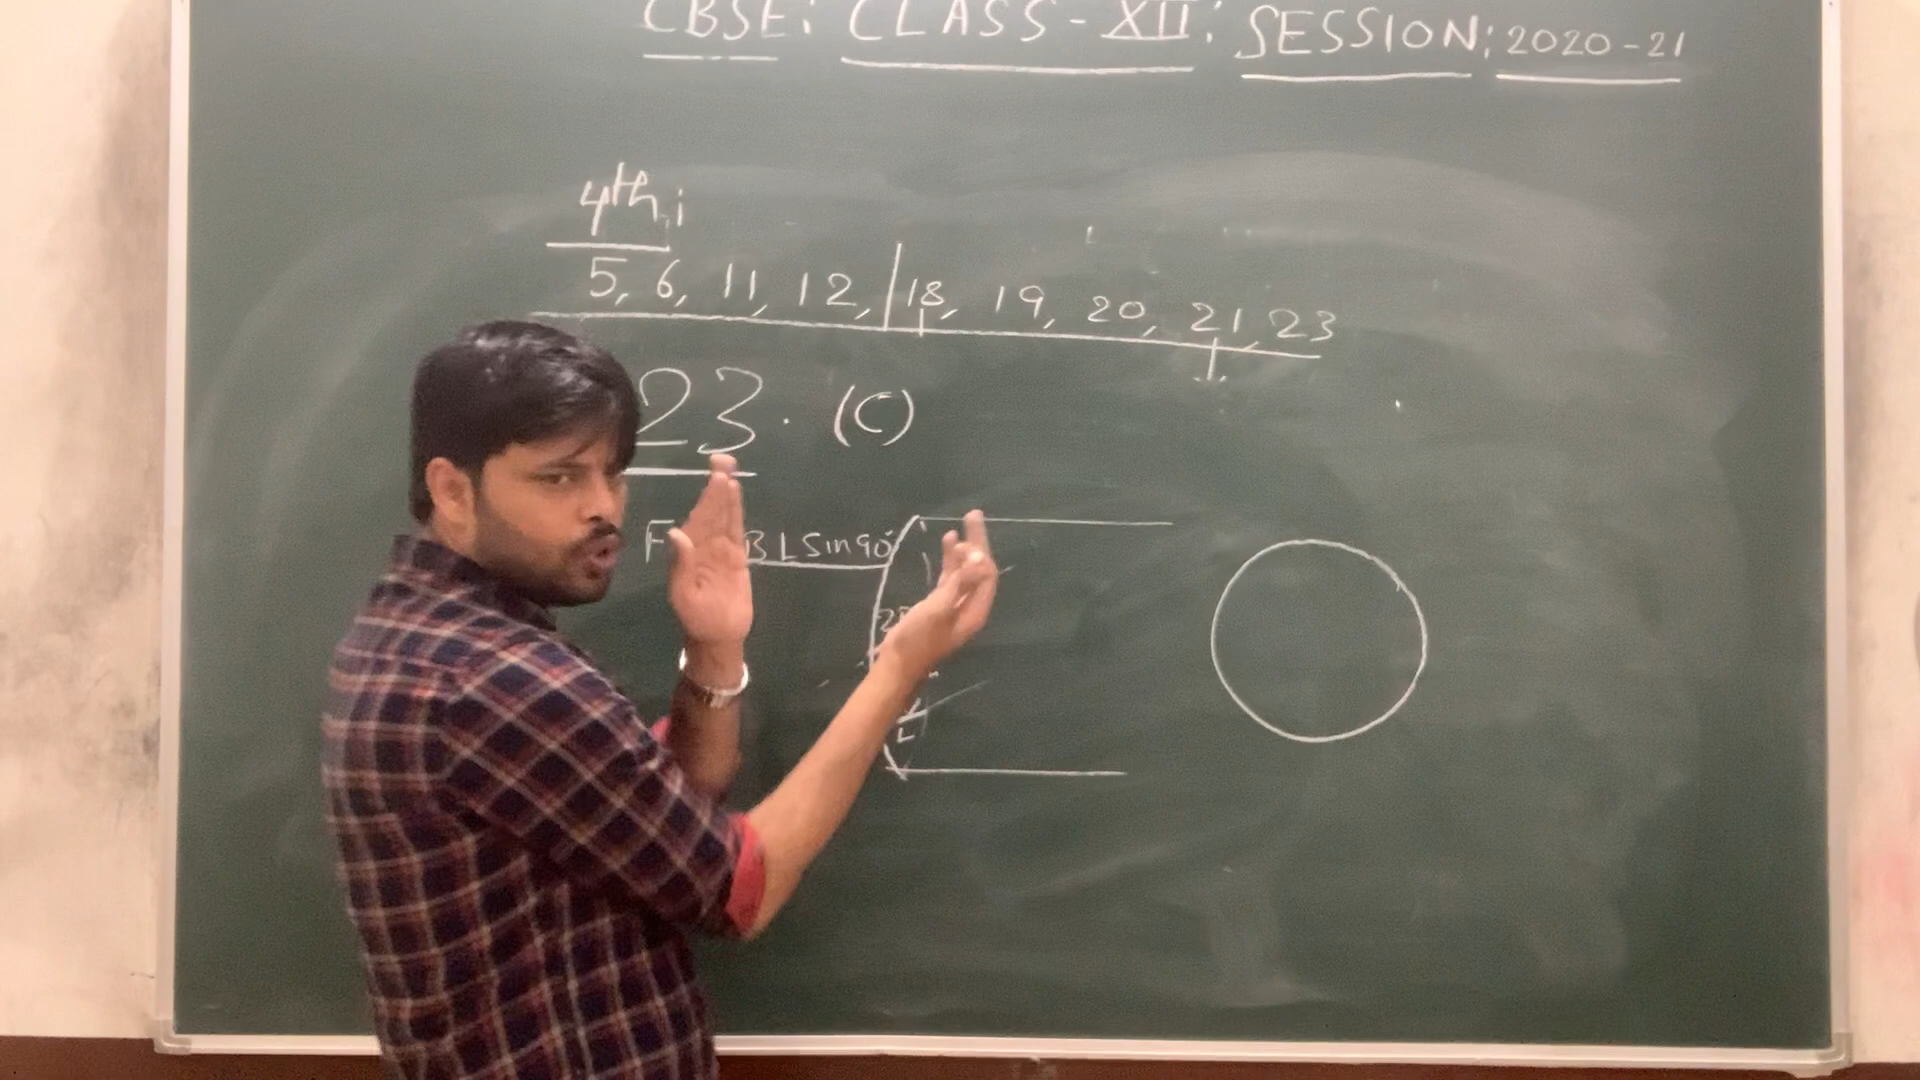 CBSE: CLASS-XII: SESSION: 2020-21
4th:
5, 6, 11, 12, 18, 19, 20, 21, 23
23. (C)
F BLSin90°
L